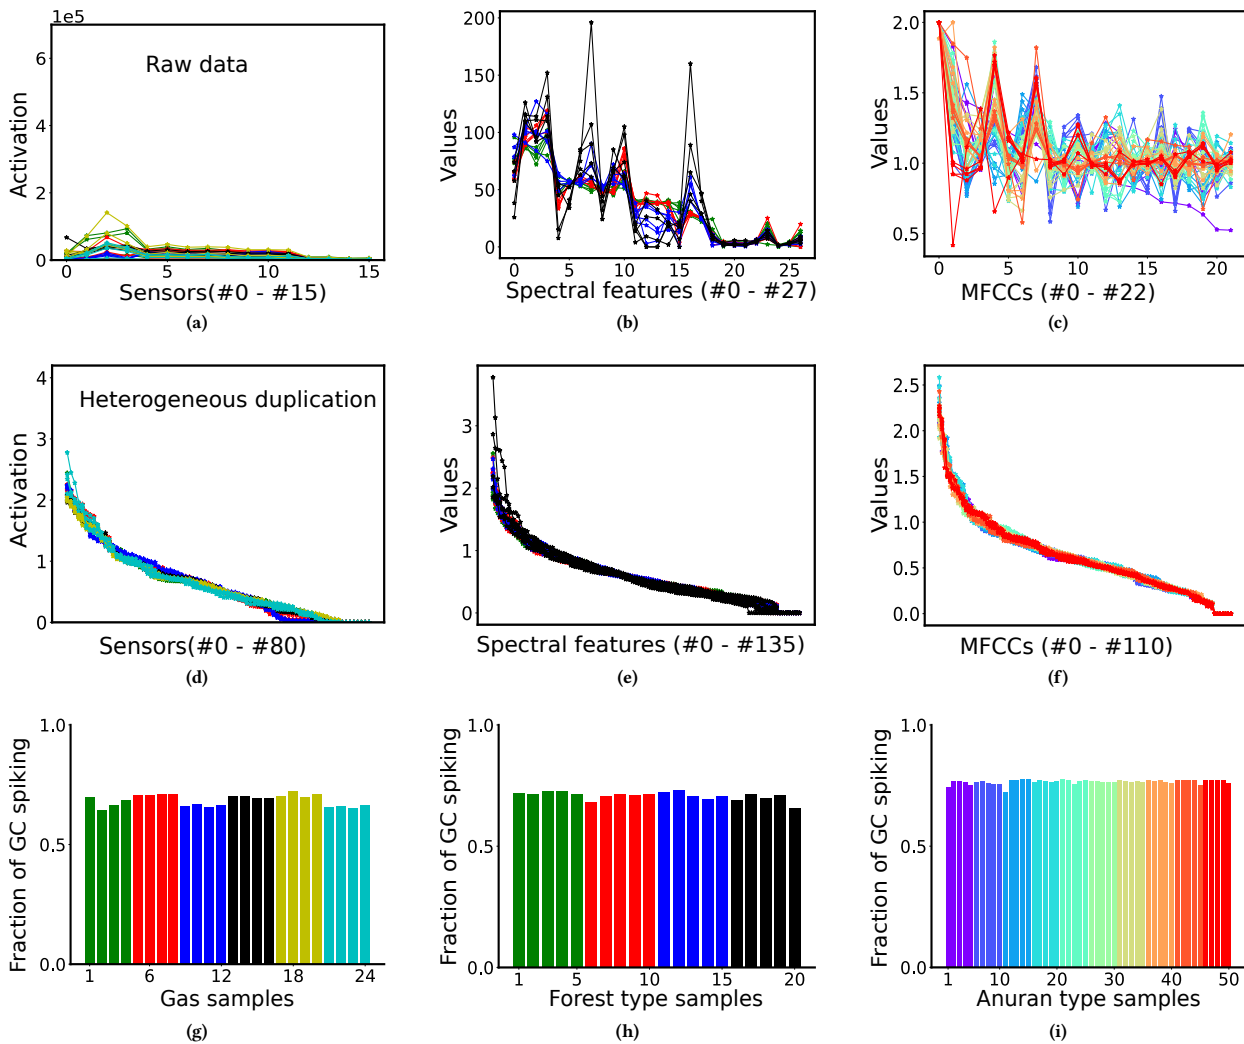 1e5
Raw data
Activation
6
4
2
0
0
5
10
15
Sensors(#0 - #15)
(a)
200
150
100
50
0
Values
0
5
10
15
20
25
Spectral features (#0 - #27)
(b)
2.0
1.5
1.0
0.5
Values
0
5
10
15
20
MFCCs (#0 - #22)
(c)
4
3
2
1
0
Activation
Heterogeneous duplication
Sensors(#0 - #80)
(d)
3
2
1
0
Values
Spectral features (#0 - #135)
(e)
2.5
2.0
1.5
1.0
0.5
0.0
Values
MFCCs (#0 - #110)
(f)
1.0
0.5
0.0
Fraction of GC spiking
1
6
12
18
24
Gas samples
(g)
1.0
0.5
0.0
Fraction of GC spiking
1
5
10
15
20
Forest type samples
(h)
1.0
0.5
0.0
Fraction of GC spiking
1
10
20
30
40
50
Anuran type samples
(i)